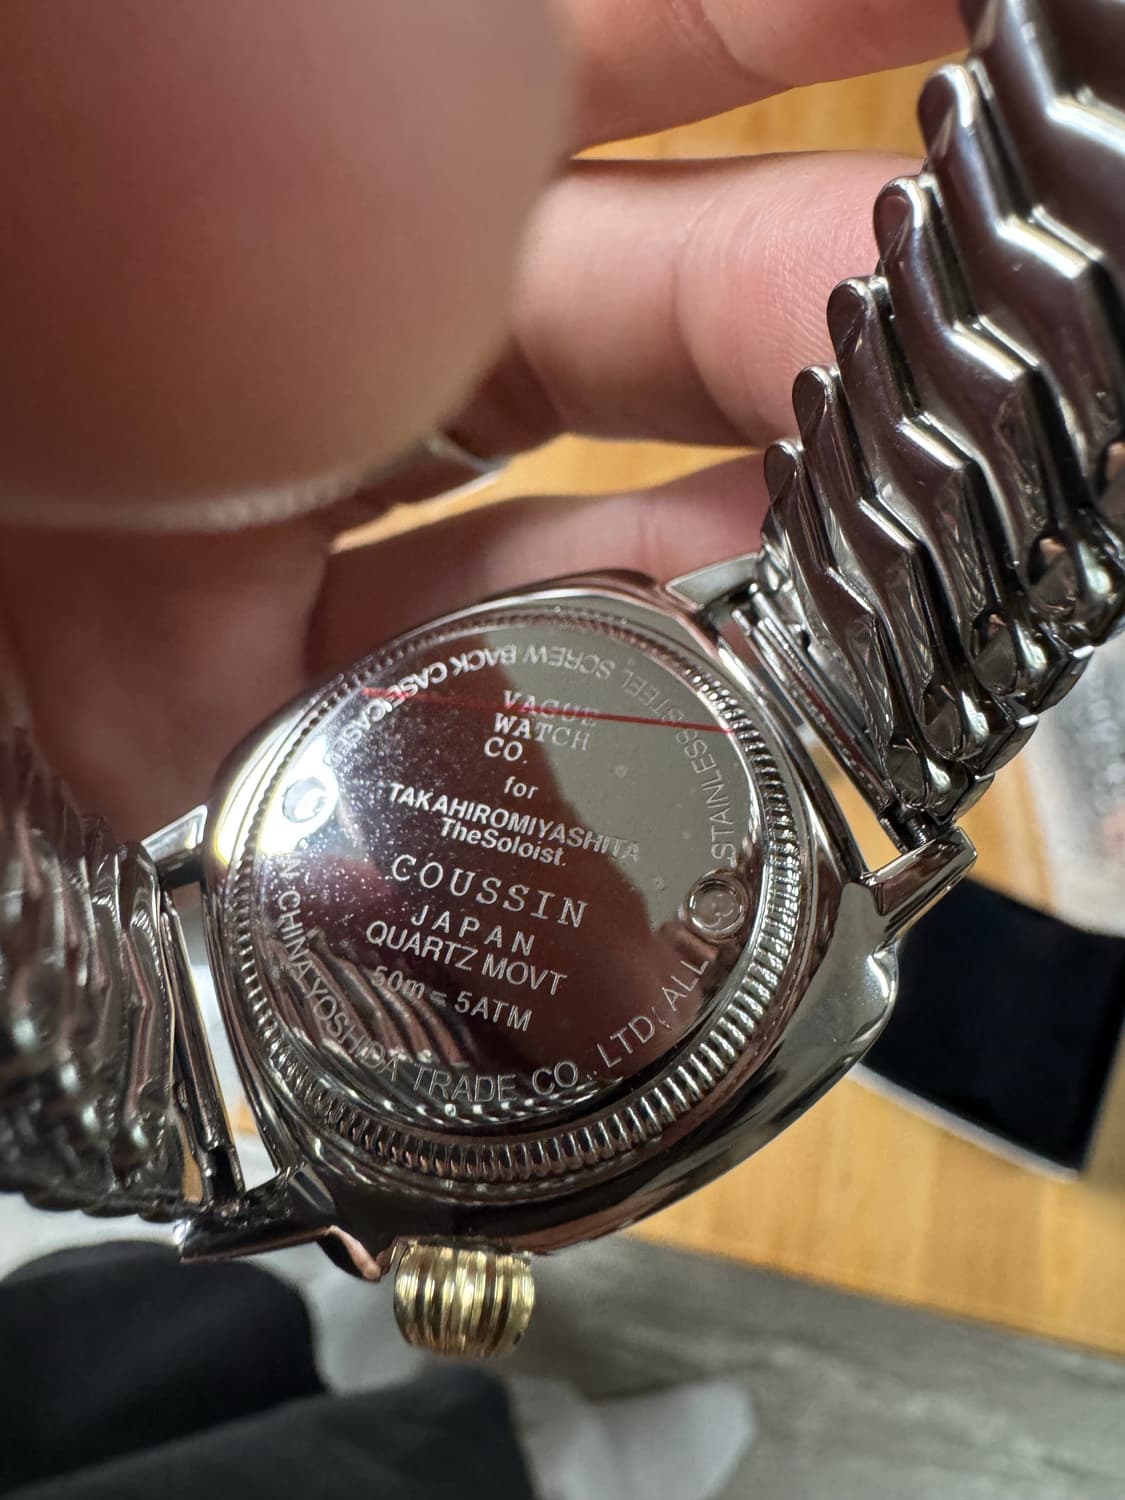 VAGUE
WATCH
CO.
for
TAKAHIROMIYASHITA
TheSoloist.
COUSSIN
JAPAN
QUARTZ MOVT
50m = 5ATM
STAINLESS STEEL SCREW BACK CASE
CHINA.YOSHIDA TRADE CO., LTD(ALL